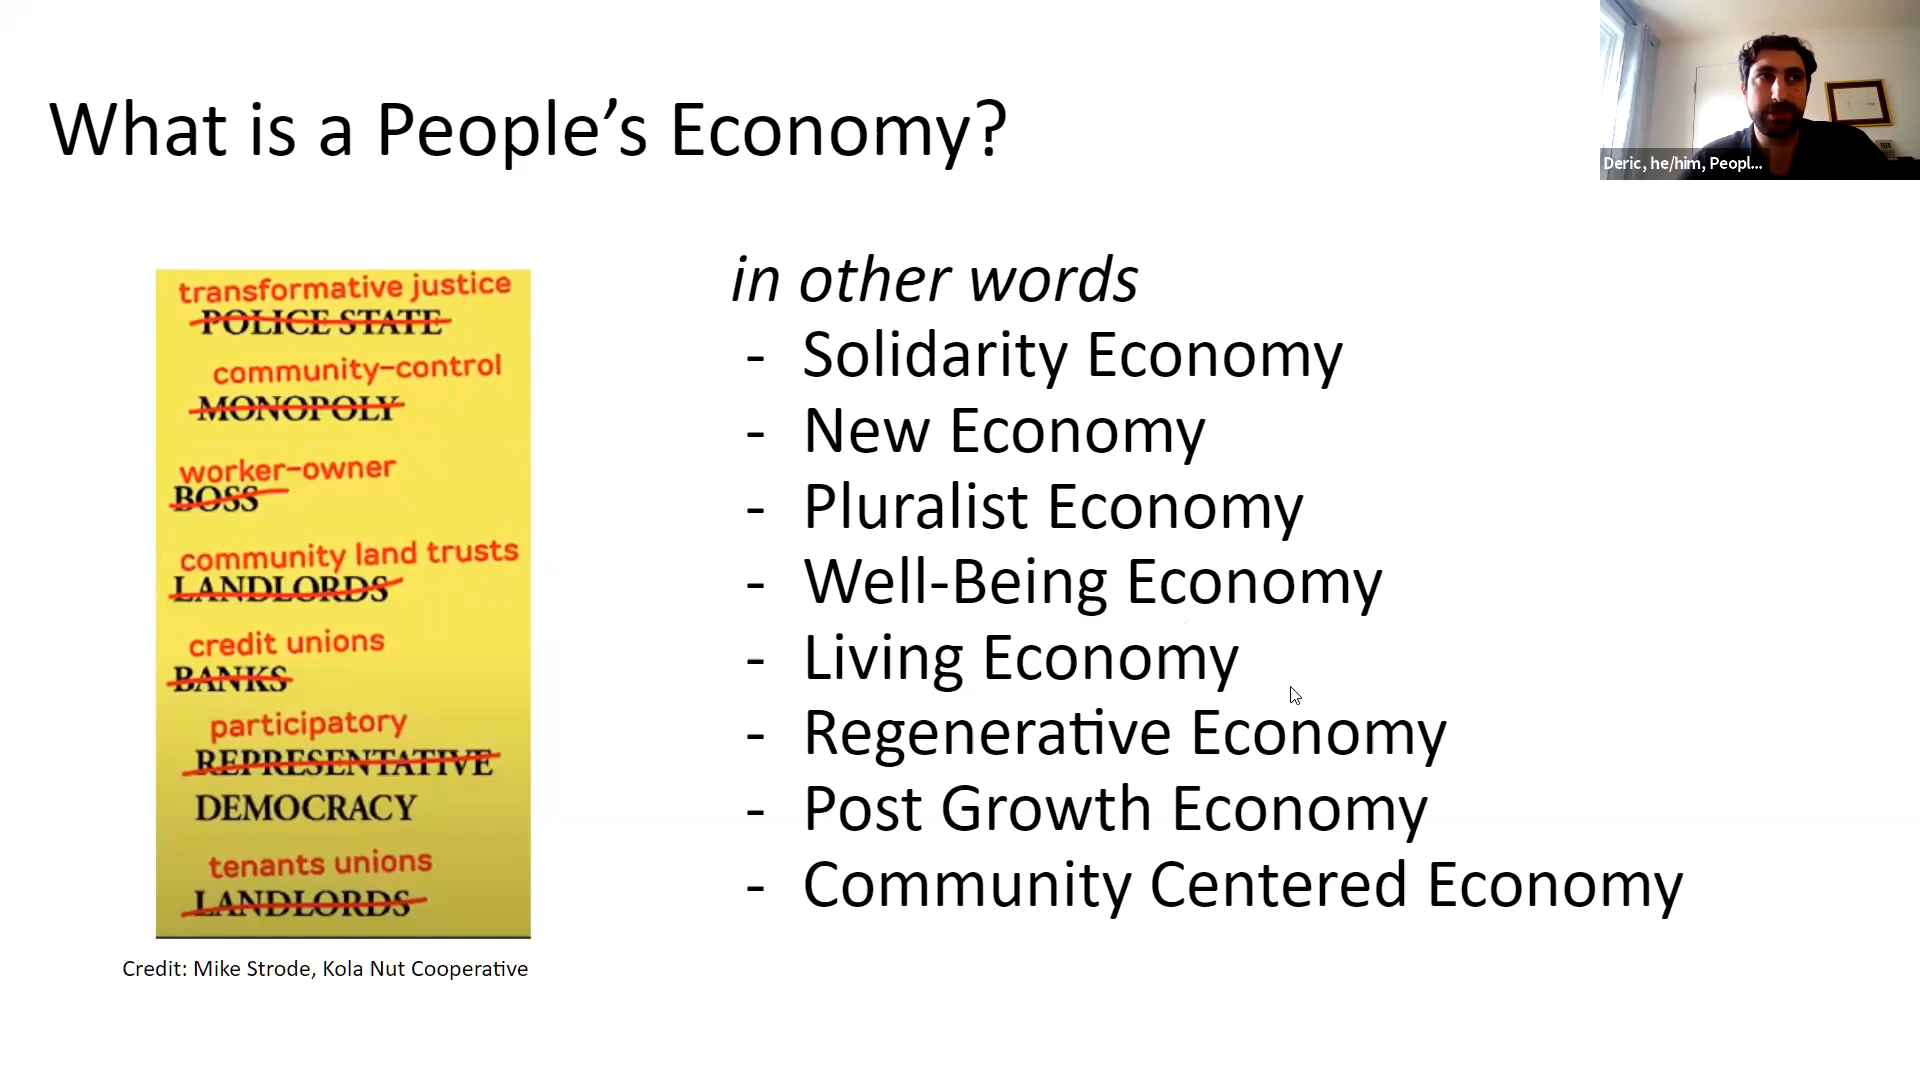 What is a People’s Economy?
Deric, he/him, Peopl...
transformative justice
POLICE STATE
community-control
MONOPOLY
worker-owner
BOSS
community land trusts
LANDLORDS
credit unions
BANKS
participatory
REPRESENTATIVE
DEMOCRACY
tenants unions
LANDLORDS
Credit: Mike Strode, Kola Nut Cooperative
in other words
- Solidarity Economy
- New Economy
- Pluralist Economy
- Well-Being Economy
- Living Economy
- Regenerative Economy
- Post Growth Economy
- Community Centered Economy